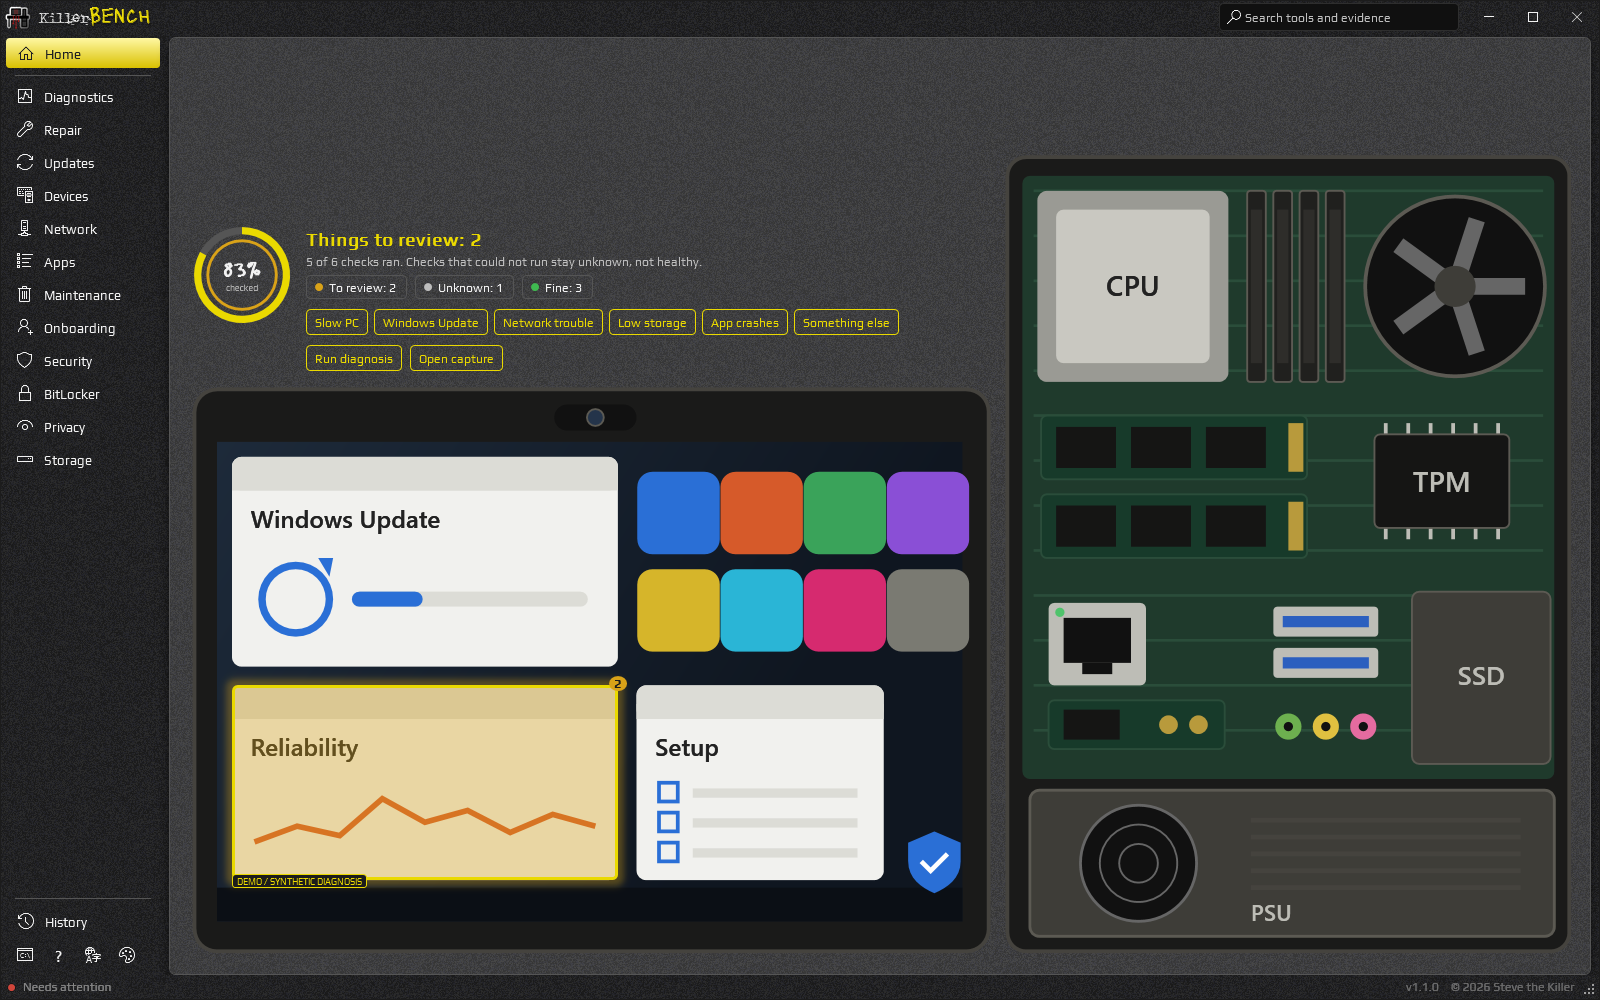 KillerBENCH
Search tools and evidence
Home
Diagnostics
Repair
Updates
Devices
Network
Apps
Maintenance
Onboarding
Security
BitLocker
Privacy
Storage
History
?
Needs attention
83%
checked
Things to review: 2
5 of 6 checks ran. Checks that could not run stay unknown, not healthy.
To review: 2
Unknown: 1
Fine: 3
Slow PC
Windows Update
Network trouble
Low storage
App crashes
Something else
Run diagnosis
Open capture
Windows Update
2
Reliability
DEMO / SYNTHETIC DIAGNOSIS
Setup
CPU
TPM
SSD
PSU
v1.1.0
© 2026 Steve the Killer